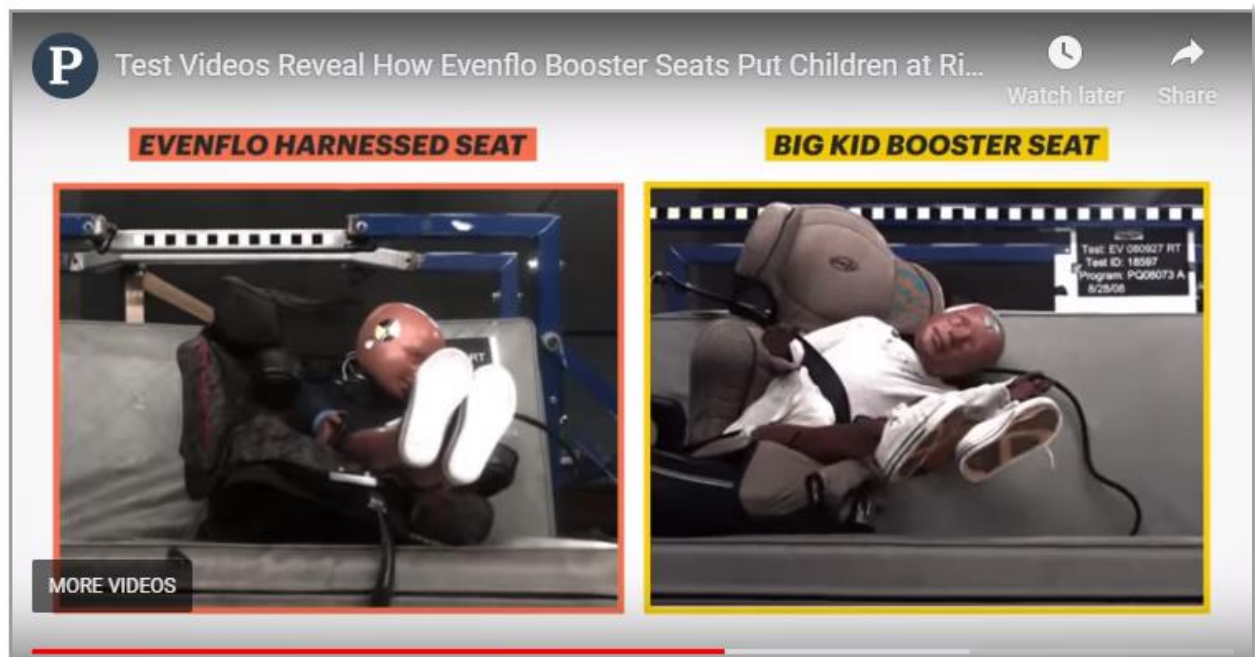 P
Test Videos Reveal How Evenflo Booster Seats Put Children at Ri...
Watch later
Share
EVENFLO HARNESSED SEAT
BIG KID BOOSTER SEAT
RT
Test: EV 080927 RT
Test ID: 18597
Program: PQ08073 A
8/28/08
MORE VIDEOS